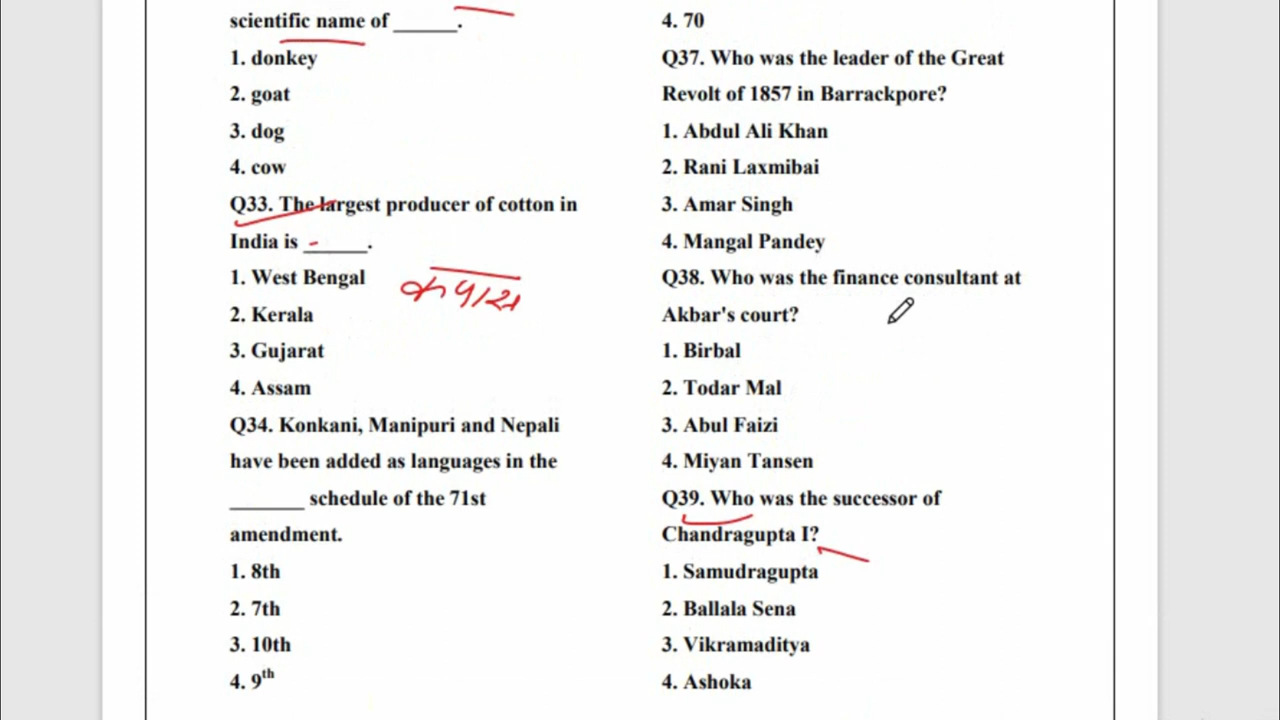 scientific name of ______.
1. donkey
2. goat
3. dog
4. cow
Q33. The largest producer of cotton in
India is ______.
1. West Bengal
2. Kerala
3. Gujarat
4. Assam
Q34. Konkani, Manipuri and Nepali
have been added as languages in the
_______ schedule of the 71st
amendment.
1. 8th
2. 7th
3. 10th
4. 9th
4. 70
Q37. Who was the leader of the Great
Revolt of 1857 in Barrackpore?
1. Abdul Ali Khan
2. Rani Laxmibai
3. Amar Singh
4. Mangal Pandey
Q38. Who was the finance consultant at
Akbar's court?
1. Birbal
2. Todar Mal
3. Abul Faizi
4. Miyan Tansen
Q39. Who was the successor of
Chandragupta I?
1. Samudragupta
2. Ballala Sena
3. Vikramaditya
4. Ashoka